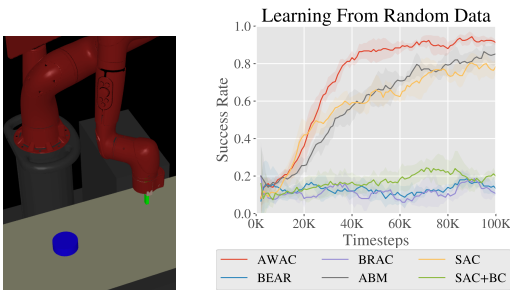 Learning From Random Data
Success Rate
1.0
0.8
0.6
0.4
0.2
0.0
0K 20K 40K 60K 80K 100K
Timesteps
AWAC BRAC SAC
BEAR ABM SAC+BC